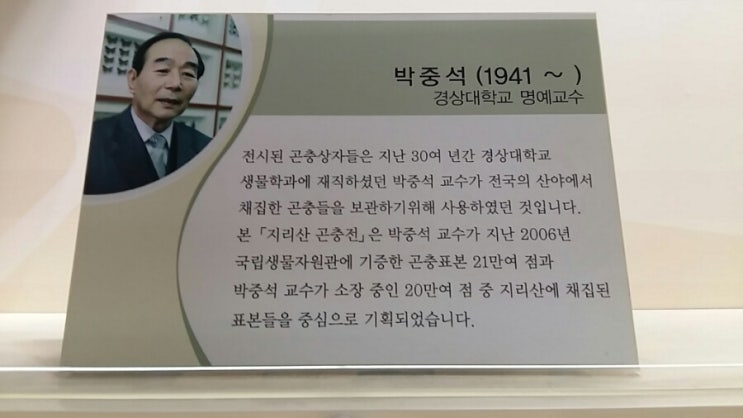 박중석 (1941 ~ )
경상대학교 명예교수
전시된 곤충상자들은 지난 30여 년간 경상대학교
생물학과에 재직하셨던 박중석 교수가 전국의 산야에서
채집한 곤충들을 보관하기위해 사용하였던 것입니다.
본 「지리산 곤충전」은 박중석 교수가 지난 2006년
국립생물자원관에 기증한 곤충표본 21만여 점과
박중석 교수가 소장 중인 20만여 점 중 지리산에 채집된
표본들을 중심으로 기획되었습니다.